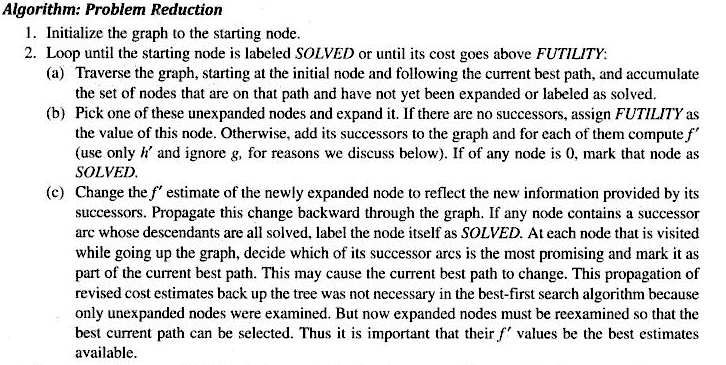 Algorithm: Problem Reduction
1. Initialize the graph to the starting node.
2. Loop until the starting node is labeled SOLVED or until its cost goes above FUTILITY:
(a) Traverse the graph, starting at the initial node and following the current best path, and accumulate
the set of nodes that are on that path and have not yet been expanded or labeled as solved.
(b) Pick one of these unexpanded nodes and expand it. If there are no successors, assign FUTILITY as
the value of this node. Otherwise, add its successors to the graph and for each of them compute f′
(use only h′ and ignore g, for reasons we discuss below). If of any node is 0, mark that node as
SOLVED.
(c) Change the f′ estimate of the newly expanded node to reflect the new information provided by its
successors. Propagate this change backward through the graph. If any node contains a successor
arc whose descendants are all solved, label the node itself as SOLVED. At each node that is visited
while going up the graph, decide which of its successor arcs is the most promising and mark it as
part of the current best path. This may cause the current best path to change. This propagation of
revised cost estimates back up the tree was not necessary in the best-first search algorithm because
only unexpanded nodes were examined. But now expanded nodes must be reexamined so that the
best current path can be selected. Thus it is important that their f′ values be the best estimates
available.